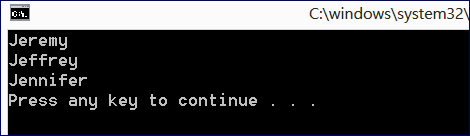 C:\windows\system32\
Jeremy
Jeffrey
Jennifer
Press any key to continue . . .